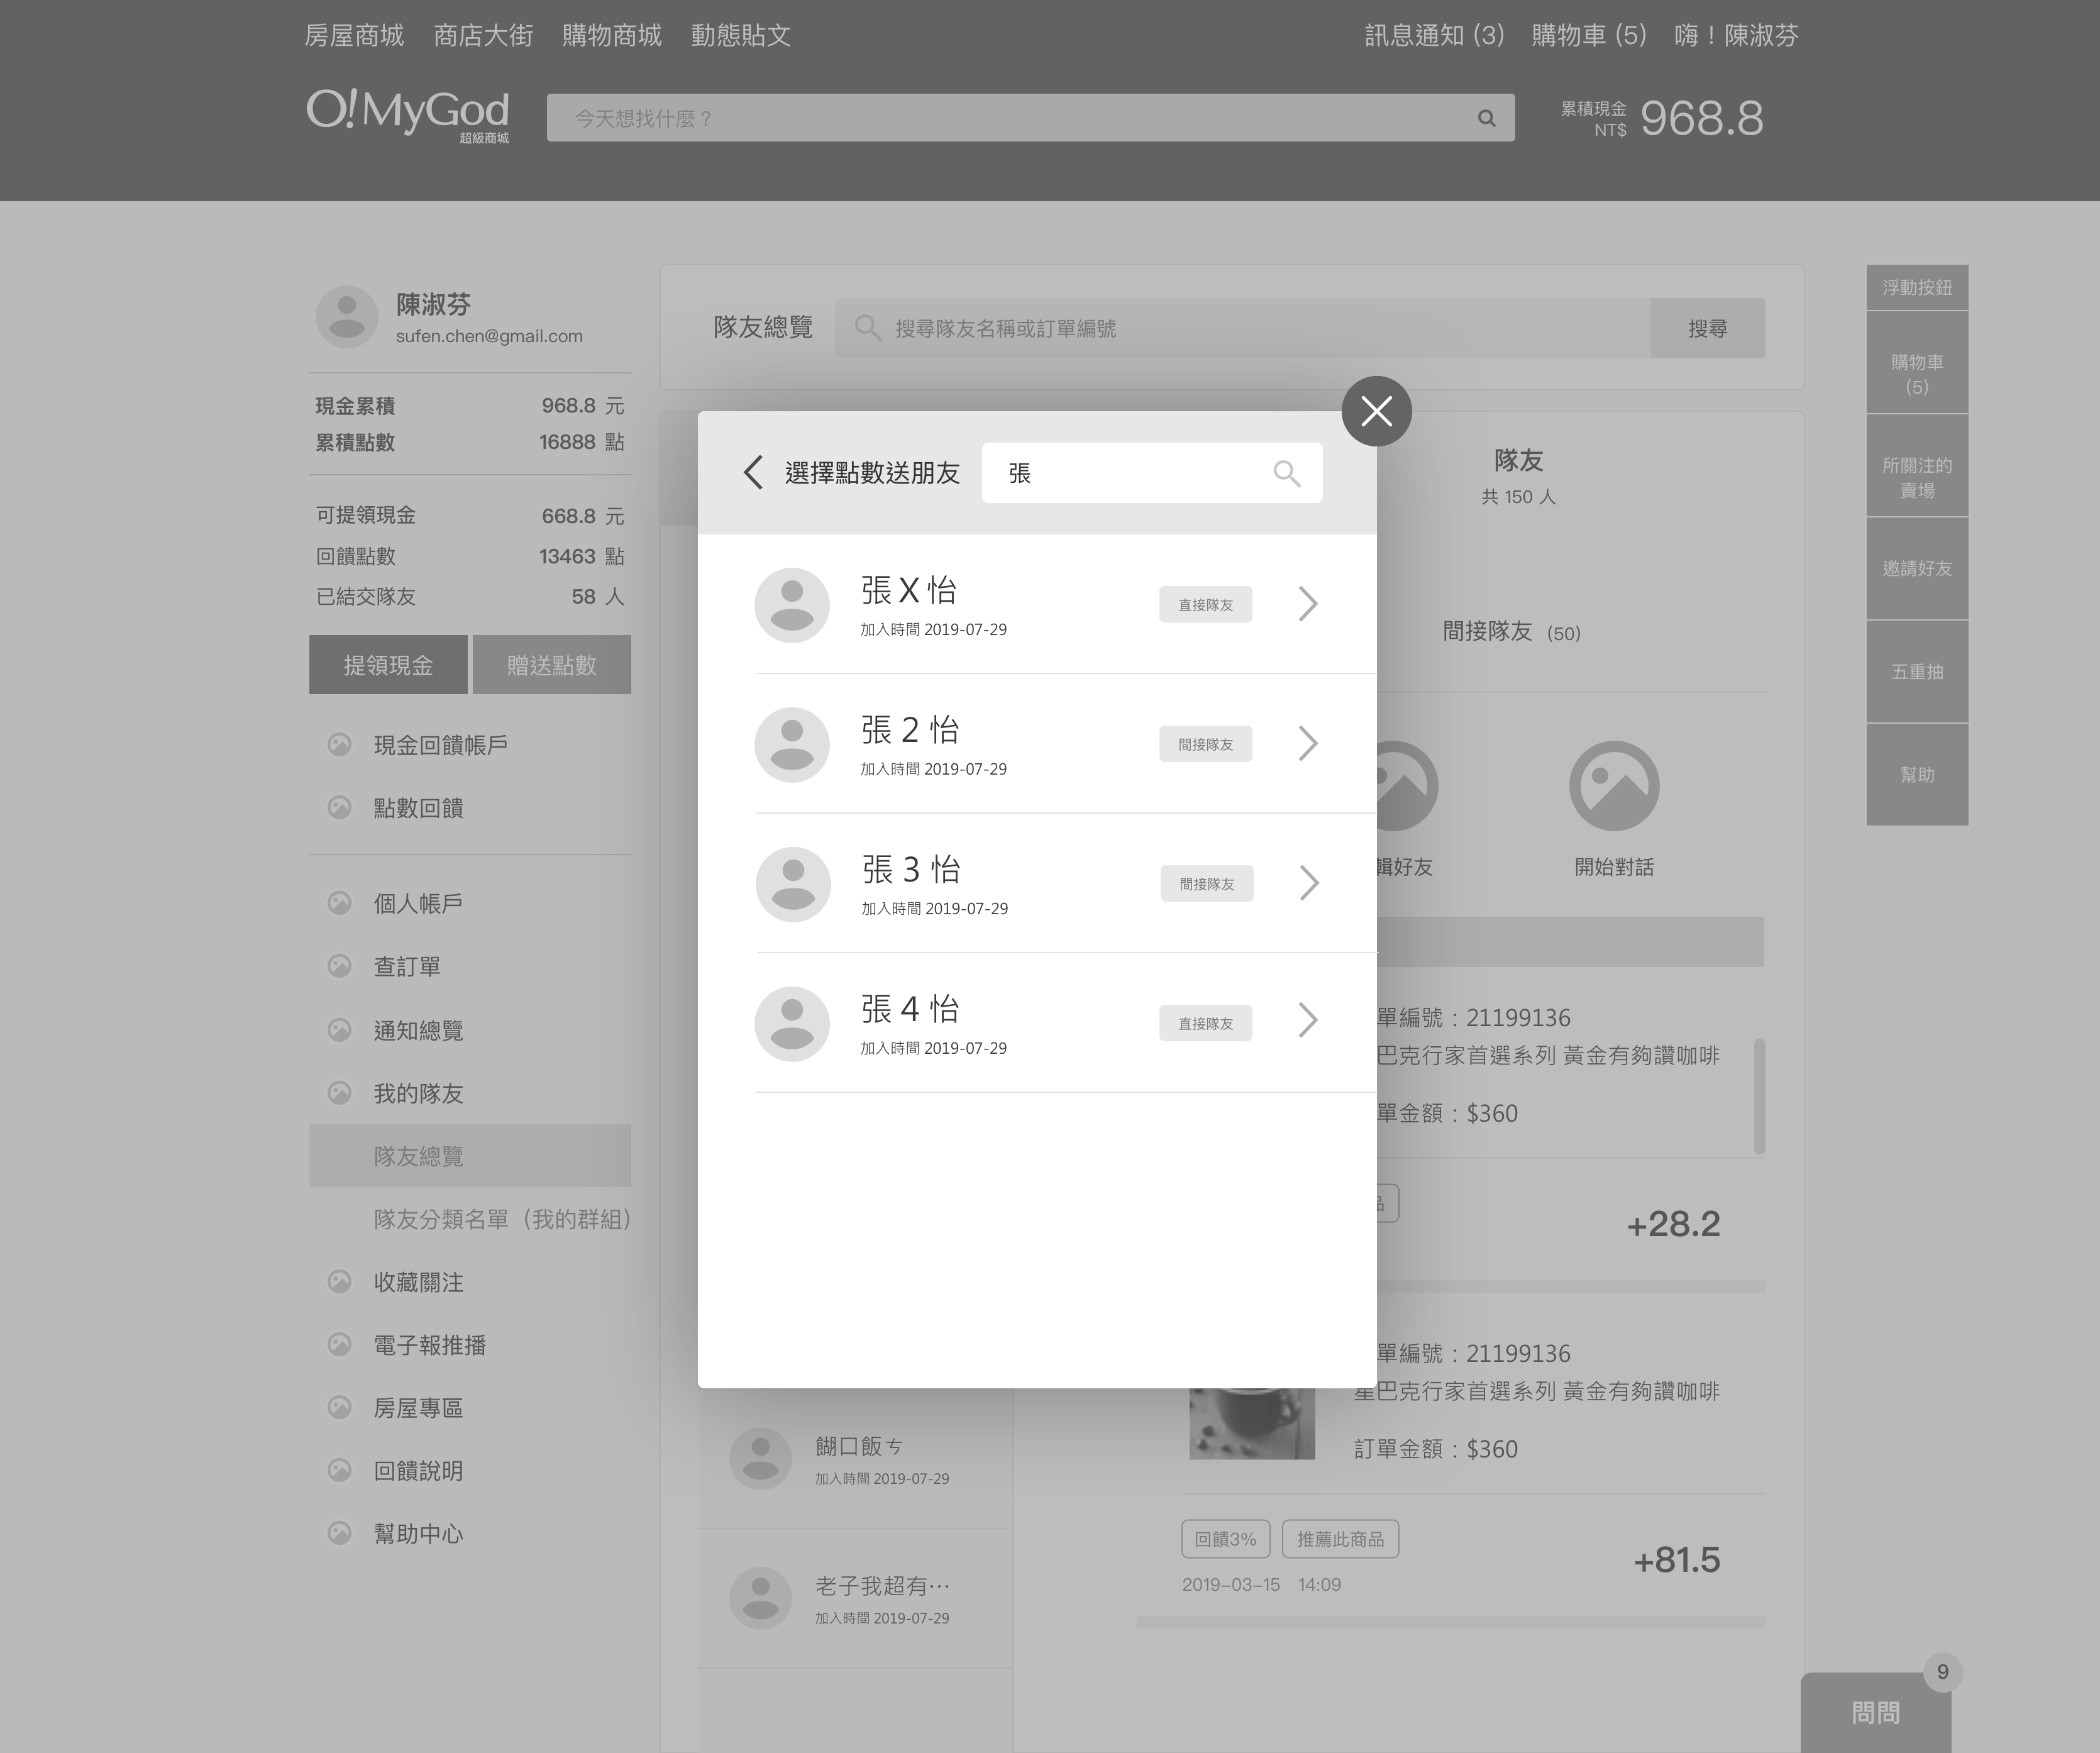 房屋商城 商店大街 購物商城 動態貼文 訊息通知 (3) 購物車 (5) 嗨！陳淑芬
O!MyGod
超級商城
今天想找什麼？
累積現金
NT$
968.8
陳淑芬
sufen.chen@gmail.com
現金累積 968.8 元
累積點數 16888 點
可提領現金 668.8 元
回饋點數 13463 點
已結交隊友 58 人
提領現金 贈送點數
現金回饋帳戶
點數回饋
個人帳戶
查訂單
通知總覽
我的隊友
隊友總覽
隊友分類名單（我的群組）
收藏關注
電子報推播
房屋專區
回饋說明
幫助中心
隊友總覽 搜尋隊友名稱或訂單編號 搜尋
選擇點數送朋友 張
張 X 怡
加入時間 2019-07-29
直接隊友
張 2 怡
加入時間 2019-07-29
間接隊友
張 3 怡
加入時間 2019-07-29
間接隊友
張 4 怡
加入時間 2019-07-29
直接隊友
隊友
共 150 人
間接隊友 (50)
輯好友 開始對話
單編號：21199136
巴克行家首選系列 黃金有夠讚咖啡
單金額：$360
品
+28.2
單編號：21199136
星巴克行家首選系列 黃金有夠讚咖啡
訂單金額：$360
回饋3% 推薦此商品
+81.5
2019–03–15 14:09
餬口飯ㄘ
加入時間 2019-07-29
老子我超有⋯
加入時間 2019-07-29
浮動按鈕
購物車
(5)
所關注的
賣場
邀請好友
五重抽
幫助
9
問問